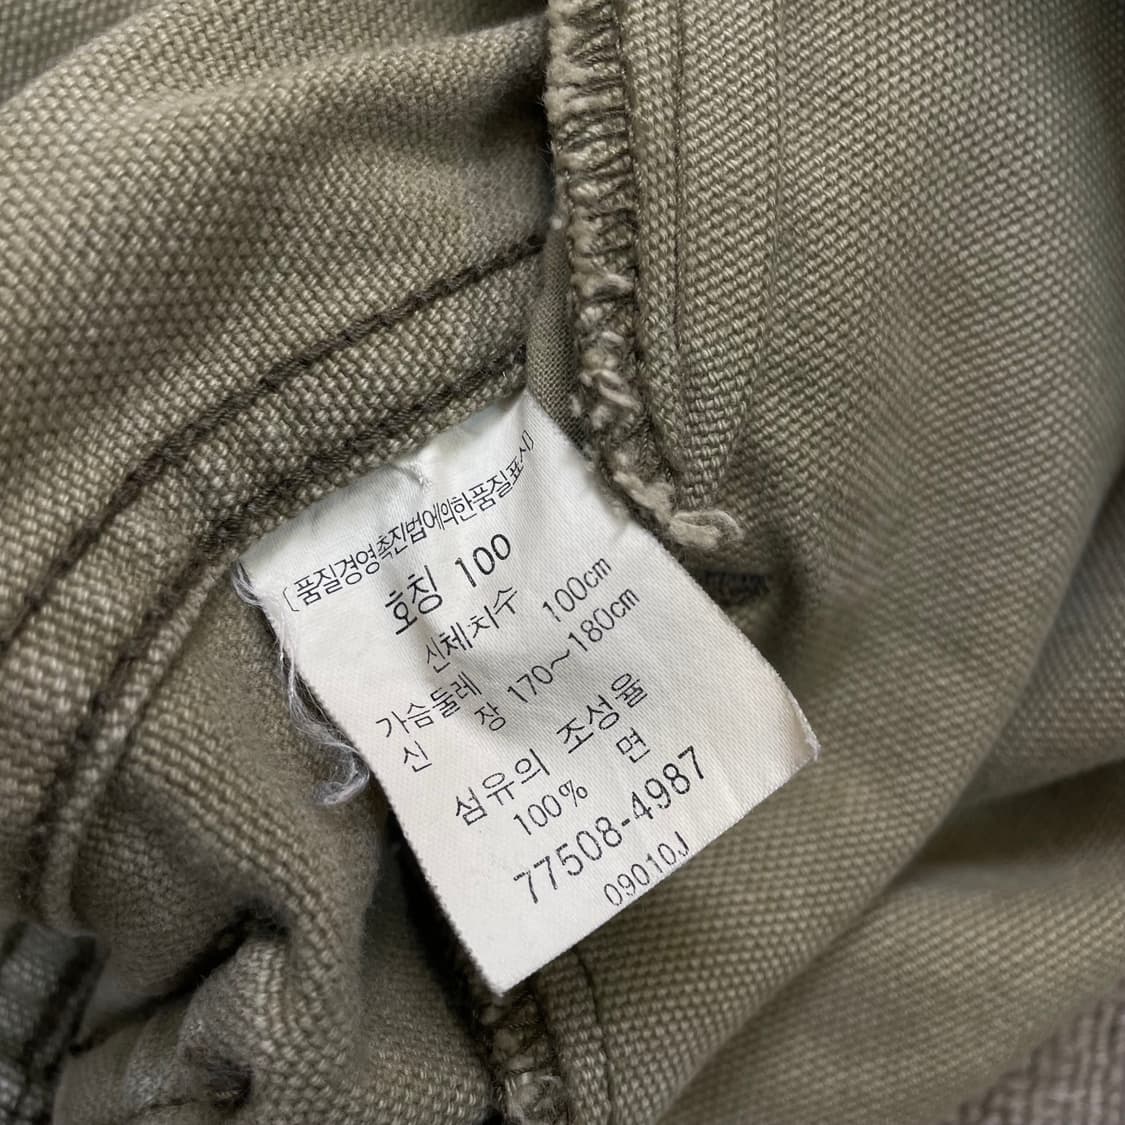 [품질경영촉진법에의한품질표시]
호칭 100
신체치수
가슴둘레 100cm
신 장 170~180cm
섬유의 조성율
면 100%
77508-4987
09010J